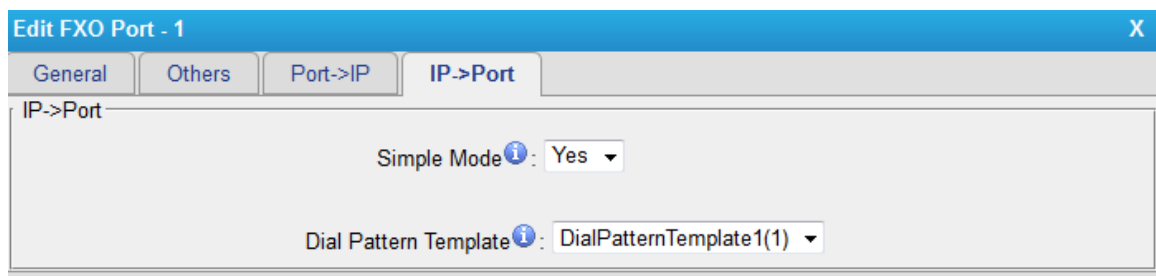 Edit FXO Port - 1 X
General Others Port->IP IP->Port
IP->Port
Simple Mode : Yes
Dial Pattern Template : DialPatternTemplate1(1)